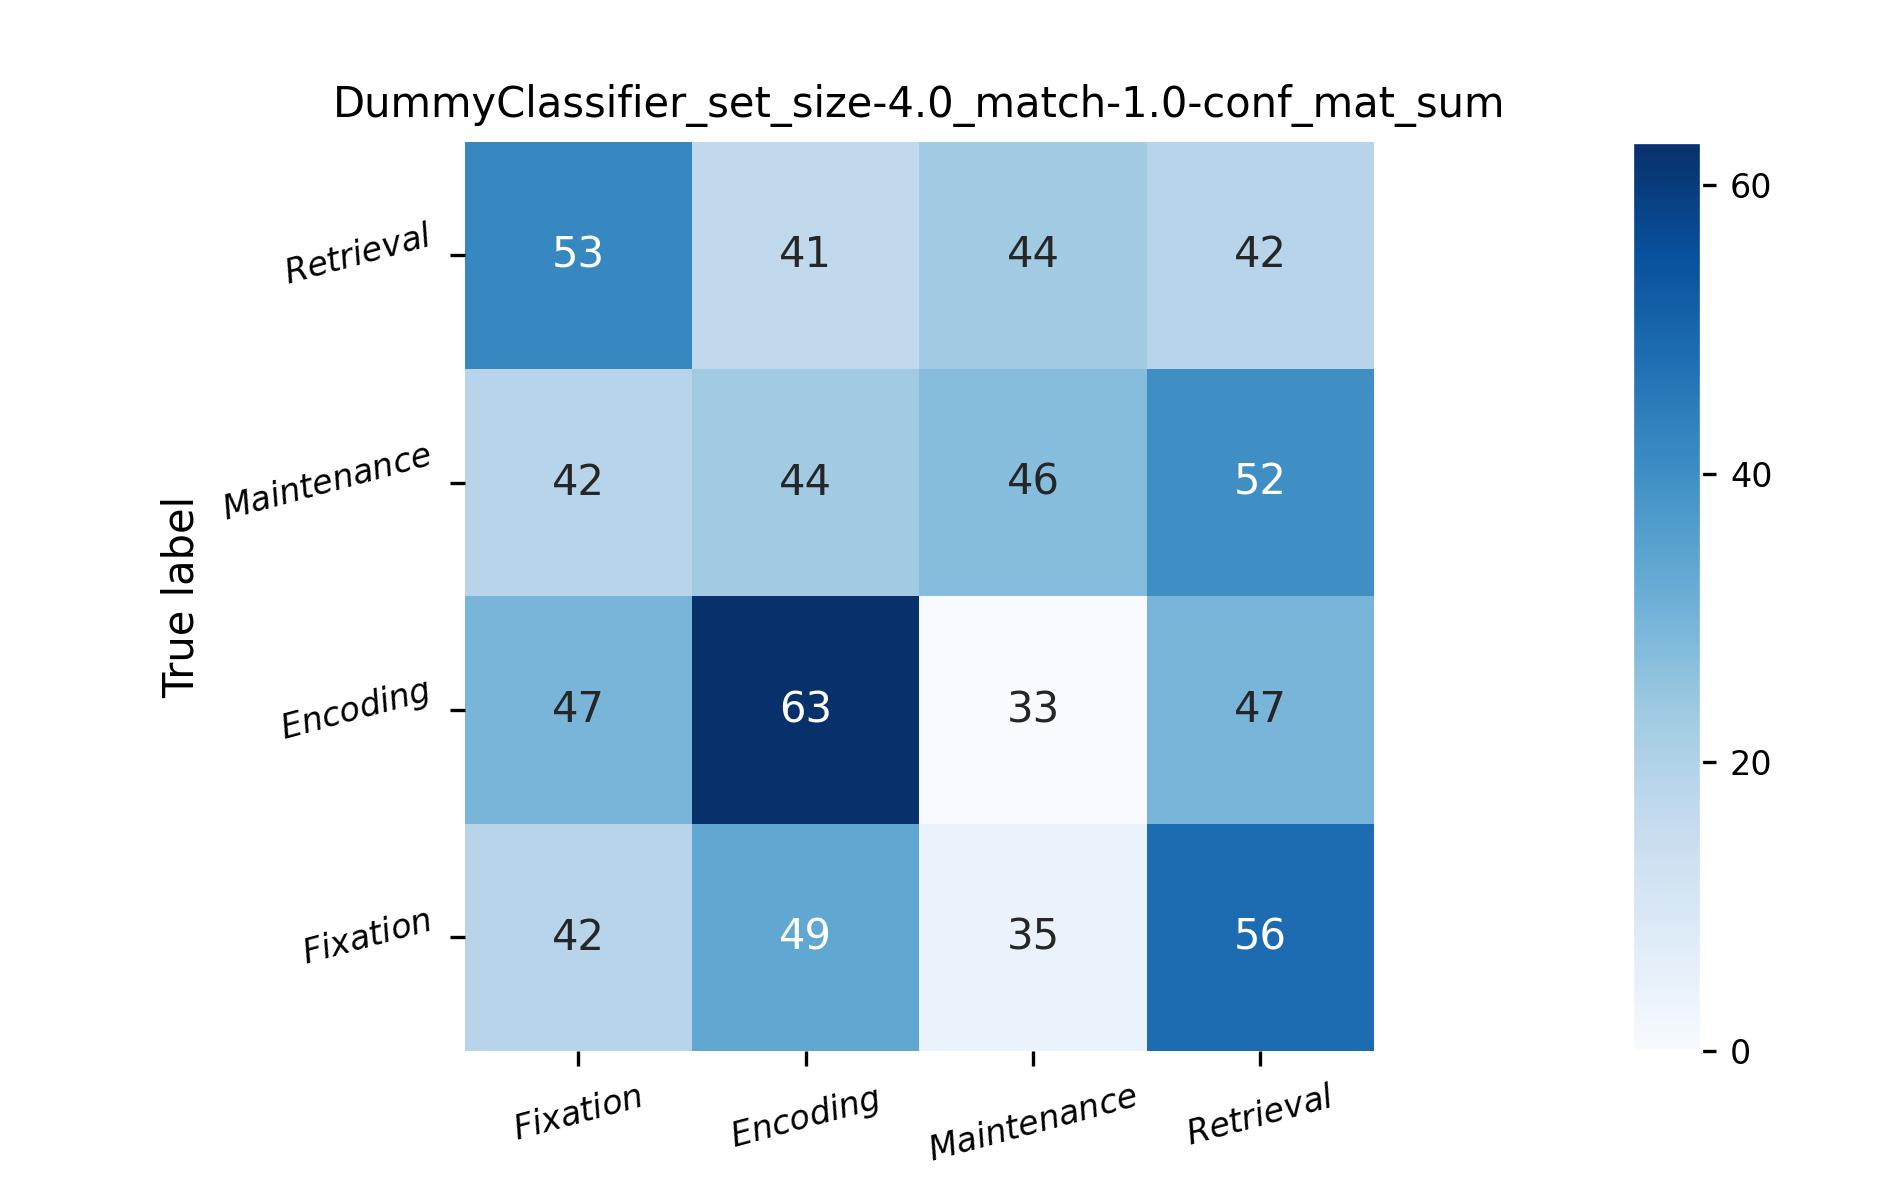 DummyClassifier_set_size-4.0_match-1.0-conf_mat_sum
True label
Retrieval 53 41 44 42
Maintenance 42 44 46 52
Encoding 47 63 33 47
Fixation 42 49 35 56
Fixation Encoding Maintenance Retrieval
60
40
20
0